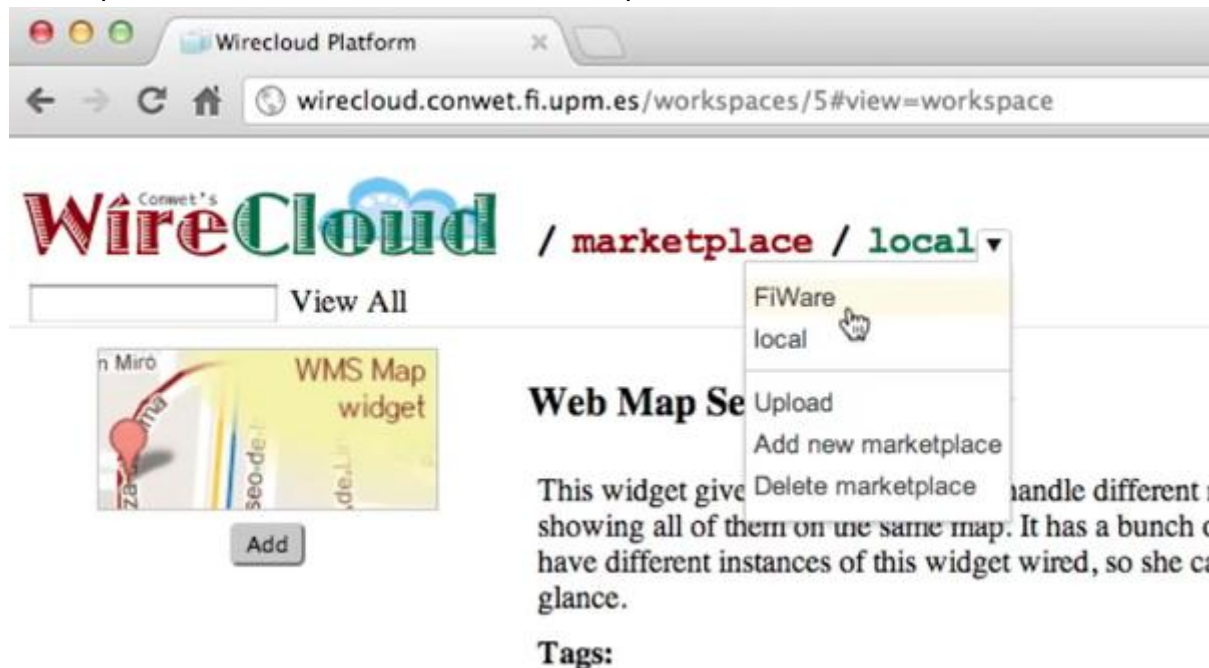 Wirecloud Platform
wirecloud.conwet.fi.upm.es/workspaces/5#view=workspace
Conwet's
WireCloud / marketplace / local
View All
FiWare
local
Upload
Add new marketplace
Delete marketplace
n Miró
WMS Map
widget
Add
Web Map Se
This widget give handle different
showing all of them on the same map. It has a bunch
have different instances of this widget wired, so she ca
glance.
Tags: